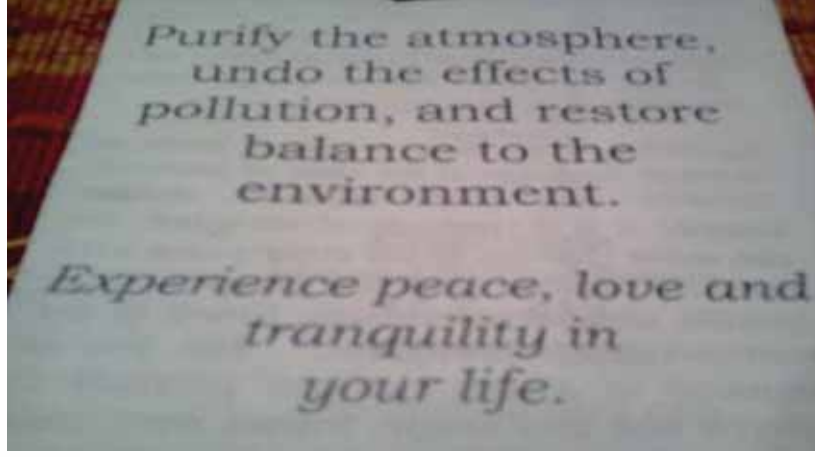 Purify the atmosphere,
undo the effects of
pollution, and restore
balance to the
environment.
Experience peace, love and
tranquility in
your life.